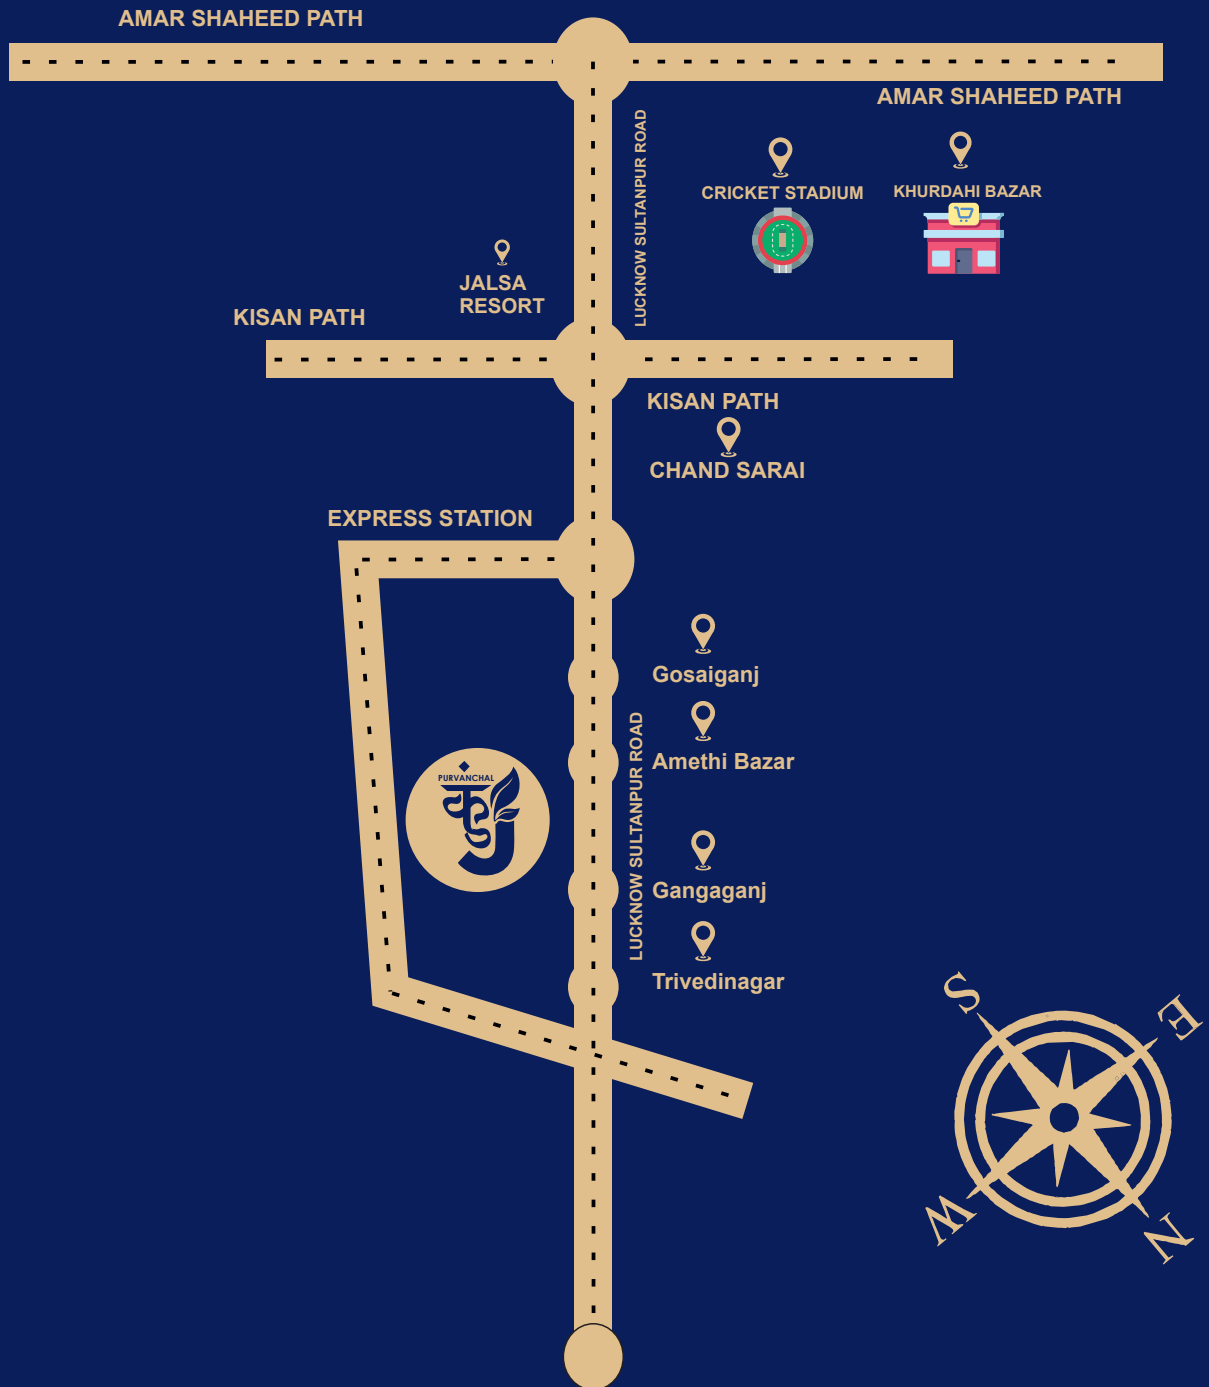 AMAR SHAHEED PATH
AMAR SHAHEED PATH
LUCKNOW SULTANPUR ROAD
CRICKET STADIUM
KHURDAHI BAZAR
JALSA
RESORT
KISAN PATH
KISAN PATH
CHAND SARAI
EXPRESS STATION
Gosaiganj
LUCKNOW SULTANPUR ROAD
Amethi Bazar
PURVANCHAL
Gangaganj
Trivedinagar
S
E
W
N